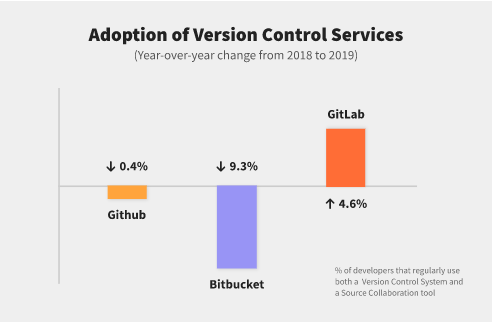 Adoption of Version Control Services
(Year-over-year change from 2018 to 2019)
GitLab
↓ 0.4%
↓ 9.3%
Github
↑ 4.6%
Bitbucket
% of developers that regularly use
both a Version Control System and
a Source Collaboration tool